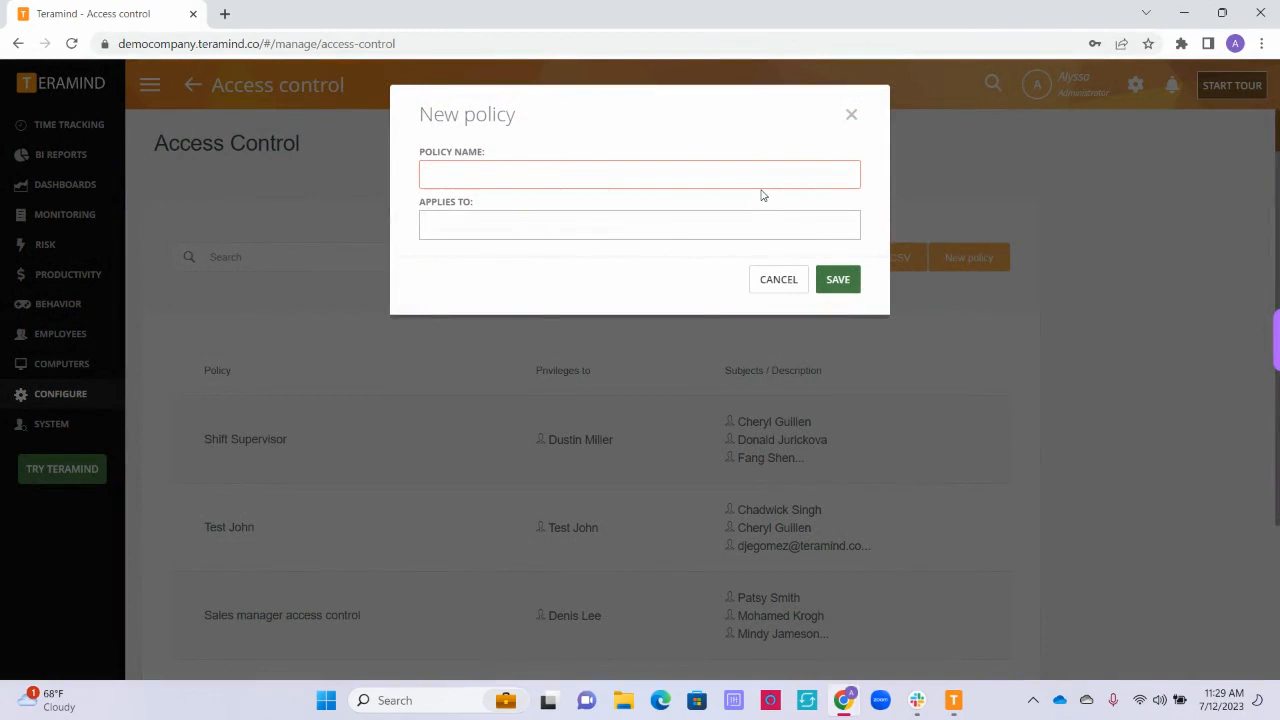 Teramind - Access control
democompany.teramind.co/#/manage/access-control
A
TERAMIND
Access control
A
Alyssa
Administrator
START TOUR
TIME TRACKING
BI REPORTS
DASHBOARDS
MONITORING
RISK
PRODUCTIVITY
BEHAVIOR
EMPLOYEES
COMPUTERS
CONFIGURE
SYSTEM
TRY TERAMIND
Access Control
Search
CSV
New policy
New policy
POLICY NAME:
APPLIES TO:
CANCEL
SAVE
Policy
Privileges to
Subjects / Description
Shift Supervisor
Dustin Miller
Cheryl Guillen
Donald Jurickova
Fang Shen...
Test John
Test John
Chadwick Singh
Cheryl Guillen
djegomez@teramind.co...
Sales manager access control
Denis Lee
Patsy Smith
Mohamed Krogh
Mindy Jameson...
1
68°F
Cloudy
Search
A
zoom
T
11:29 AM
7/12/2023